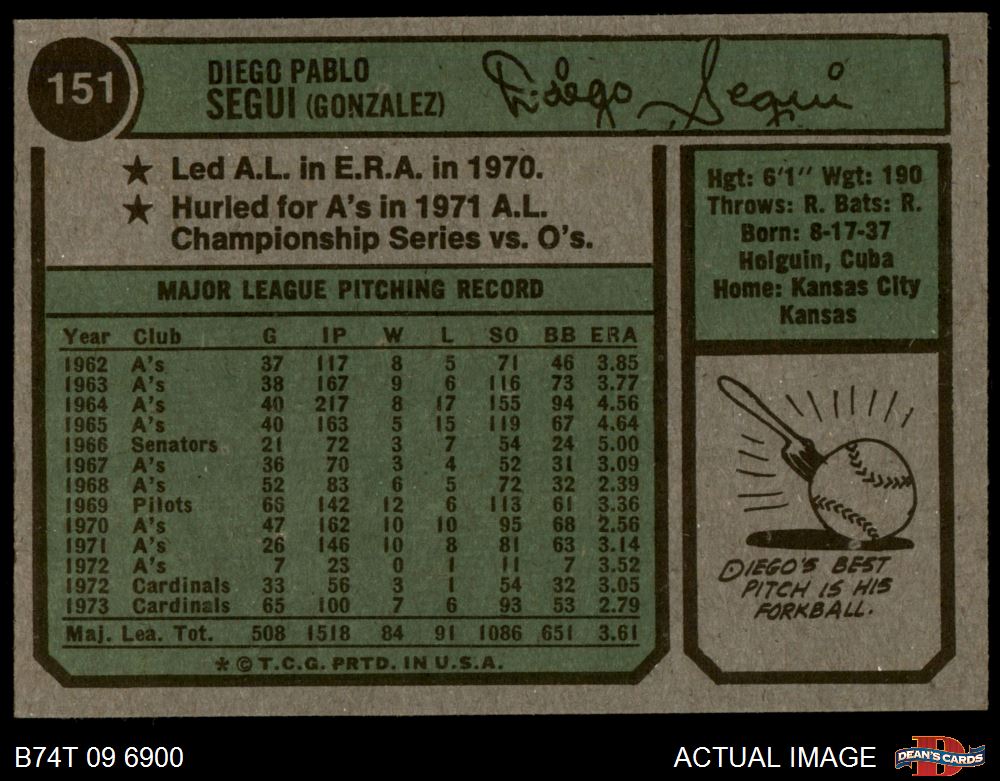 151
DIEGO PABLO
SEGUI (GONZALEZ)
Diego Segui
★ Led A.L. in E.R.A. in 1970.
★ Hurled for A's in 1971 A.L.
Championship Series vs. O's.
MAJOR LEAGUE PITCHING RECORD
Year Club G IP W L SO BB ERA
1962 A's 37 117 8 5 71 46 3.85
1963 A's 38 167 9 6 116 73 3.77
1964 A's 40 217 8 17 155 94 4.56
1965 A's 40 163 5 15 119 67 4.64
1966 Senators 21 72 3 7 54 24 5.00
1967 A's 36 70 3 4 52 31 3.09
1968 A's 52 83 6 5 72 32 2.39
1969 Pilots 66 142 12 6 113 61 3.36
1970 A's 47 162 10 10 95 68 2.56
1971 A's 26 146 10 8 81 63 3.14
1972 A's 7 23 0 1 11 7 3.52
1972 Cardinals 33 56 3 1 54 32 3.05
1973 Cardinals 65 100 7 6 93 53 2.79
Maj. Lea. Tot. 508 1518 84 91 1086 651 3.61
* © T.C.G. PRTD. IN U.S.A.
Hgt: 6'1" Wgt: 190
Throws: R. Bats: R.
Born: 8-17-37
Holguin, Cuba
Home: Kansas City
Kansas
DIEGO'S BEST
PITCH IS HIS
FORKBALL.
B74T 09 6900
ACTUAL IMAGE
D
DEAN'S CARDS